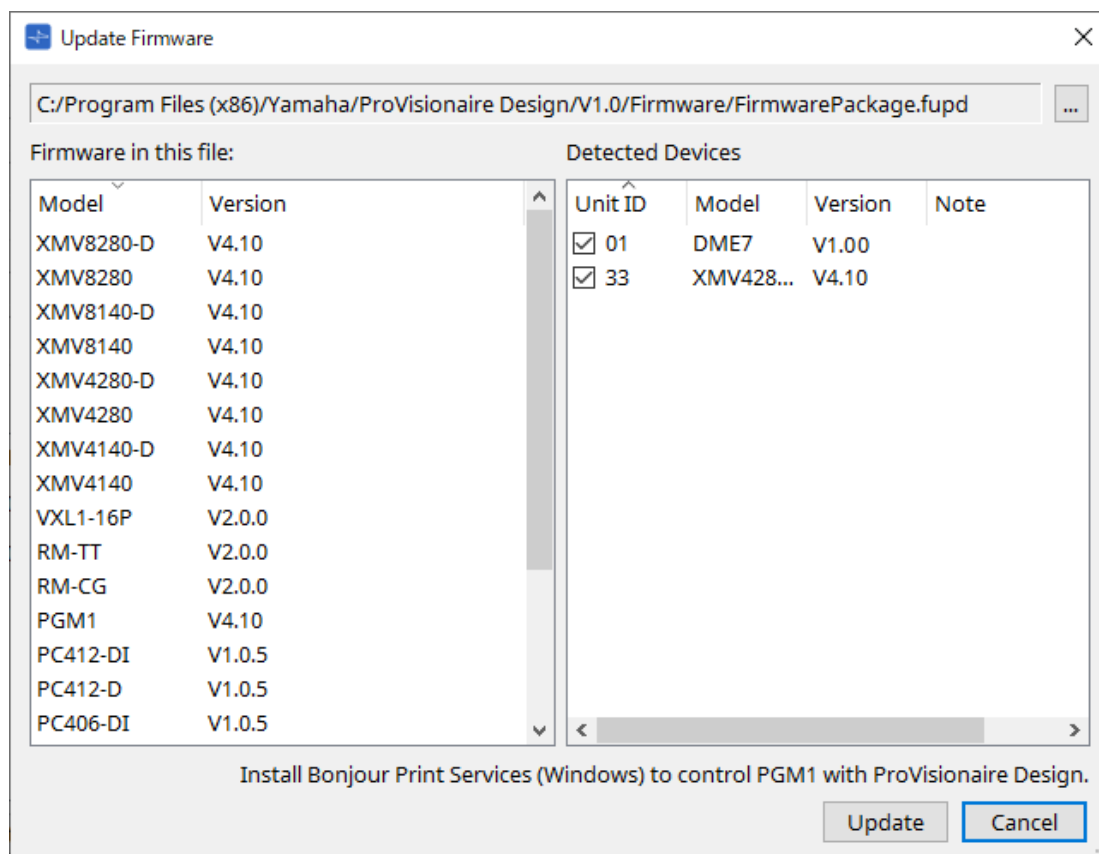 Update Firmware
C:/Program Files (x86)/Yamaha/ProVisionaire Design/V1.0/Firmware/FirmwarePackage.fupd ...
Firmware in this file:
Model Version
XMV8280-D V4.10
XMV8280 V4.10
XMV8140-D V4.10
XMV8140 V4.10
XMV4280-D V4.10
XMV4280 V4.10
XMV4140-D V4.10
XMV4140 V4.10
VXL1-16P V2.0.0
RM-TT V2.0.0
RM-CG V2.0.0
PGM1 V4.10
PC412-DI V1.0.5
PC412-D V1.0.5
PC406-DI V1.0.5
Detected Devices
Unit ID Model Version Note
01 DME7 V1.00
33 XMV428... V4.10
Install Bonjour Print Services (Windows) to control PGM1 with ProVisionaire Design.
Update Cancel